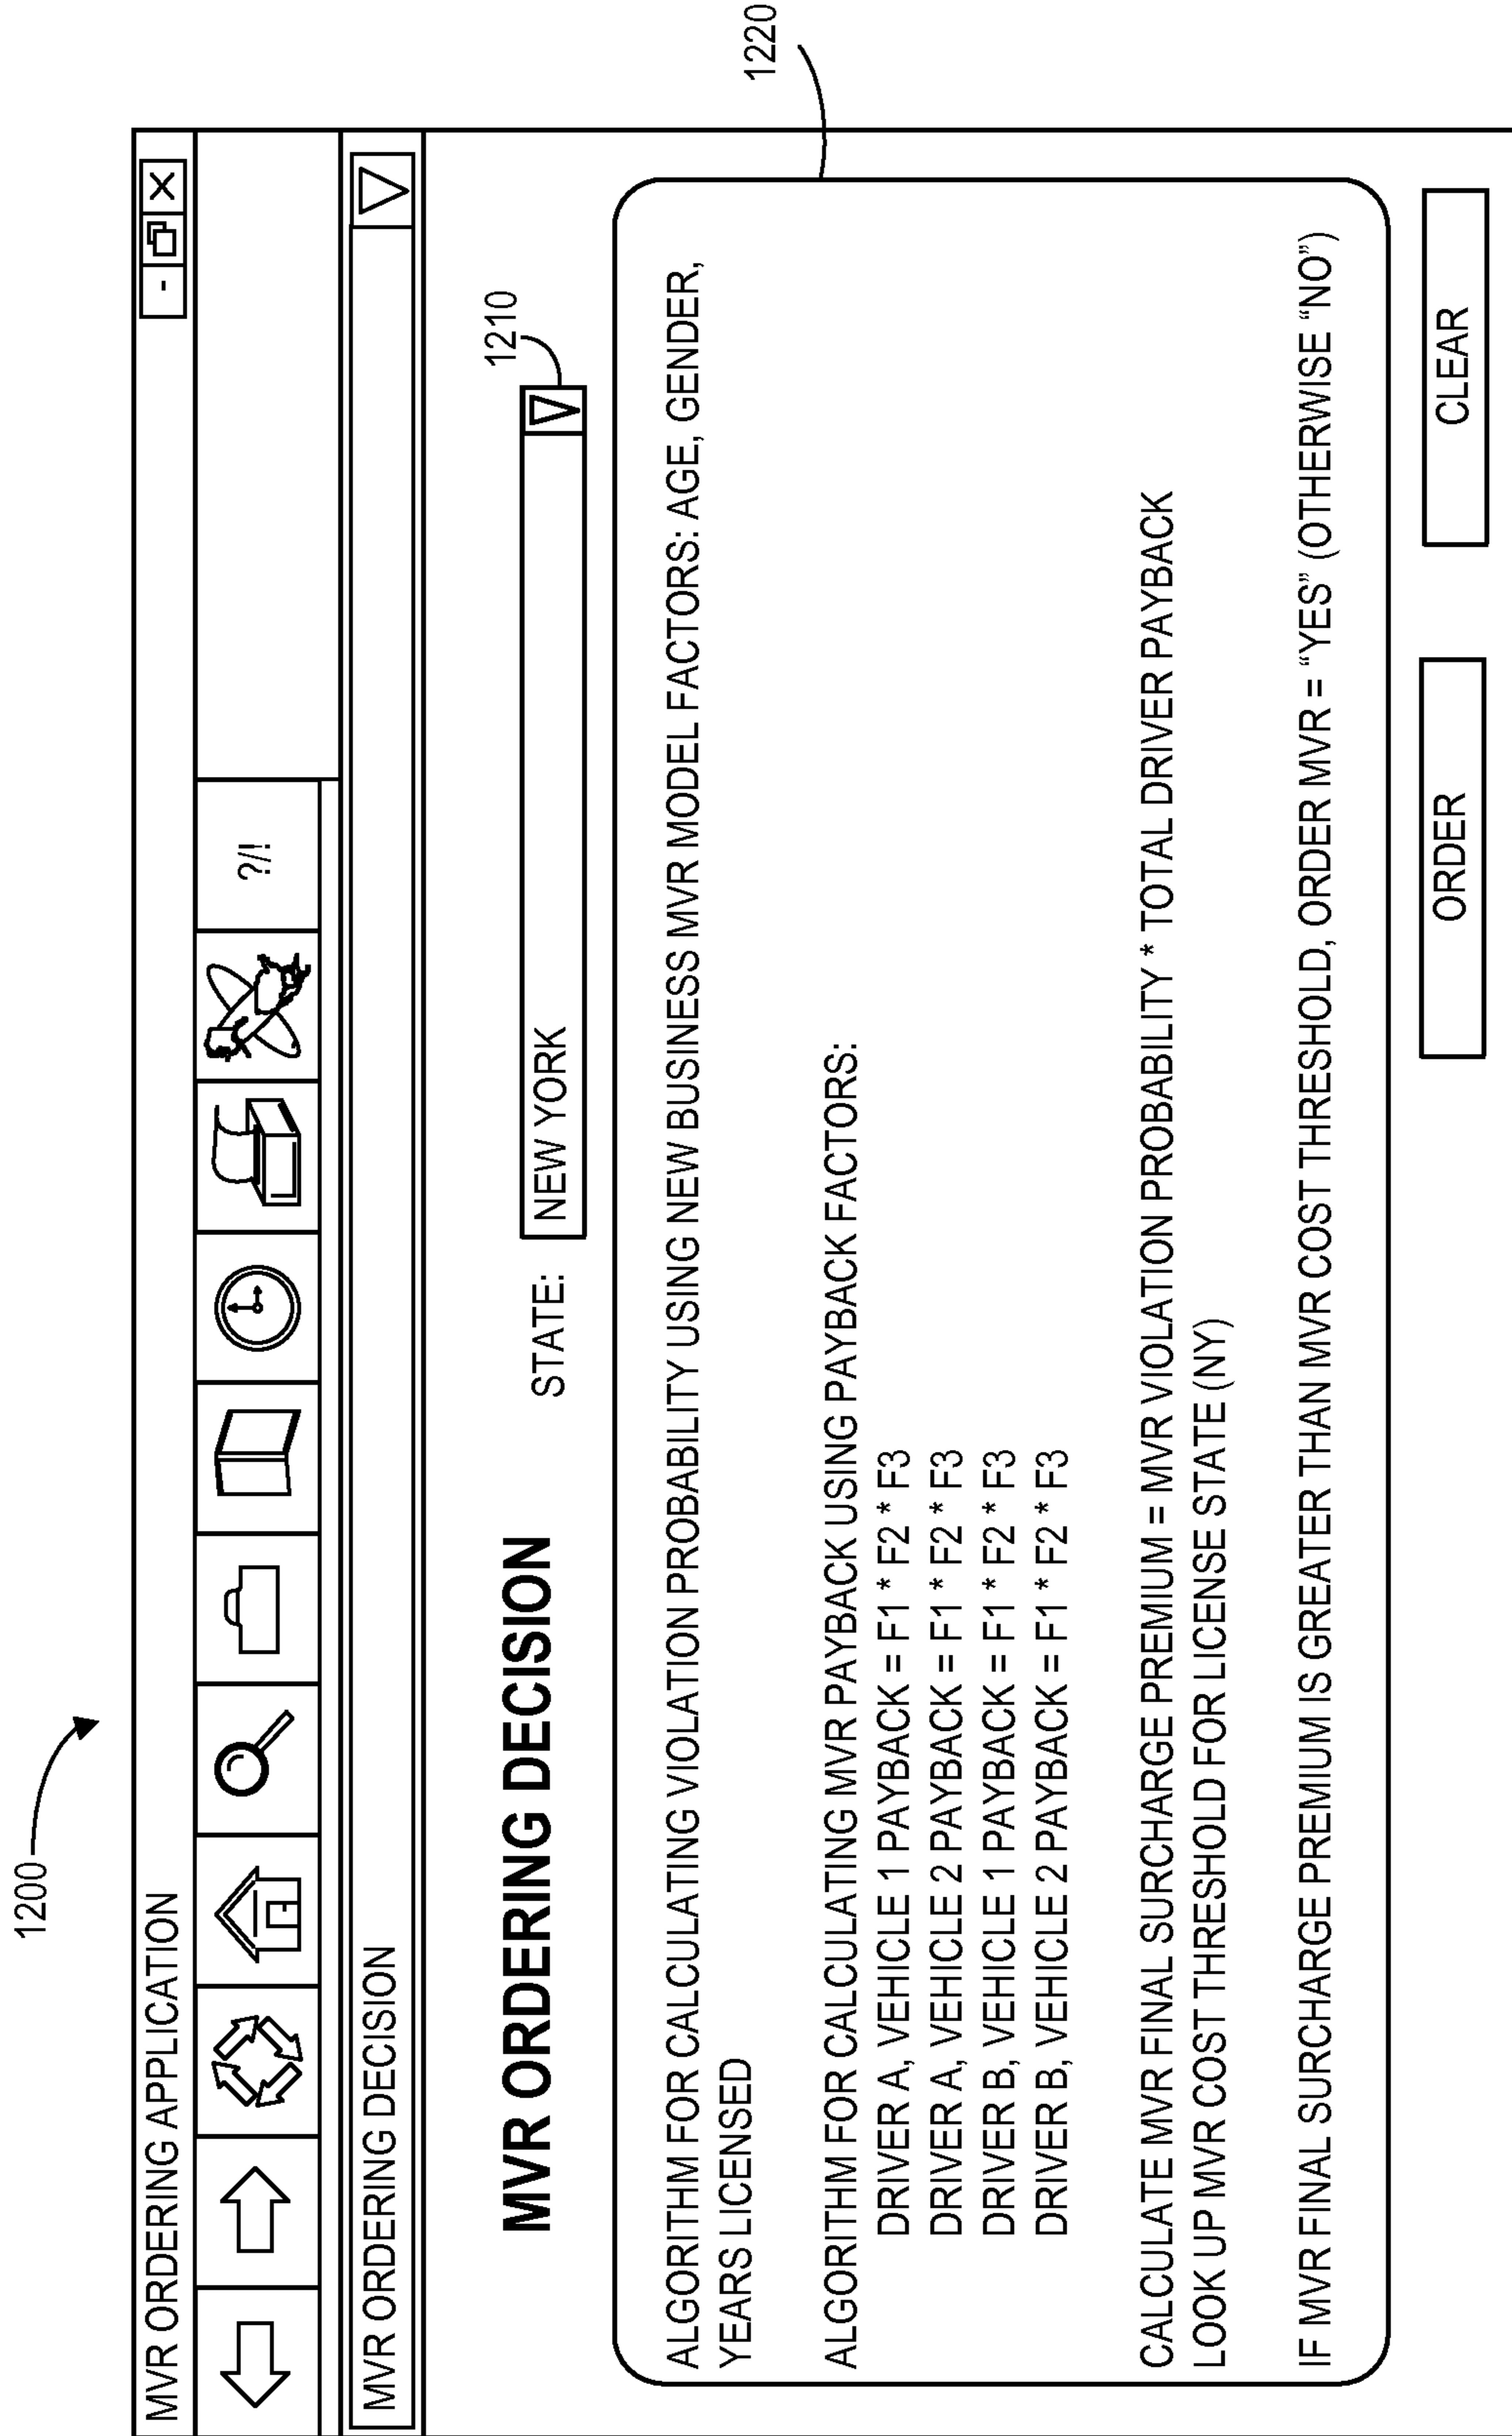 1200
MVR ORDERING APPLICATION
- X
?/!
MVR ORDERING DECISION
MVR ORDERING DECISION
STATE:
NEW YORK
1210
1220
ALGORITHM FOR CALCULATING VIOLATION PROBABILITY USING NEW BUSINESS MVR MODEL FACTORS: AGE, GENDER,
YEARS LICENSED
ALGORITHM FOR CALCULATING MVR PAYBACK USING PAYBACK FACTORS:
DRIVER A, VEHICLE 1 PAYBACK = F1 * F2 * F3
DRIVER A, VEHICLE 2 PAYBACK = F1 * F2 * F3
DRIVER B, VEHICLE 1 PAYBACK = F1 * F2 * F3
DRIVER B, VEHICLE 2 PAYBACK = F1 * F2 * F3
CALCULATE MVR FINAL SURCHARGE PREMIUM = MVR VIOLATION PROBABILITY * TOTAL DRIVER PAYBACK
LOOK UP MVR COST THRESHOLD FOR LICENSE STATE (NY)
IF MVR FINAL SURCHARGE PREMIUM IS GREATER THAN MVR COST THRESHOLD, ORDER MVR = “YES” (OTHERWISE “NO”)
ORDER
CLEAR